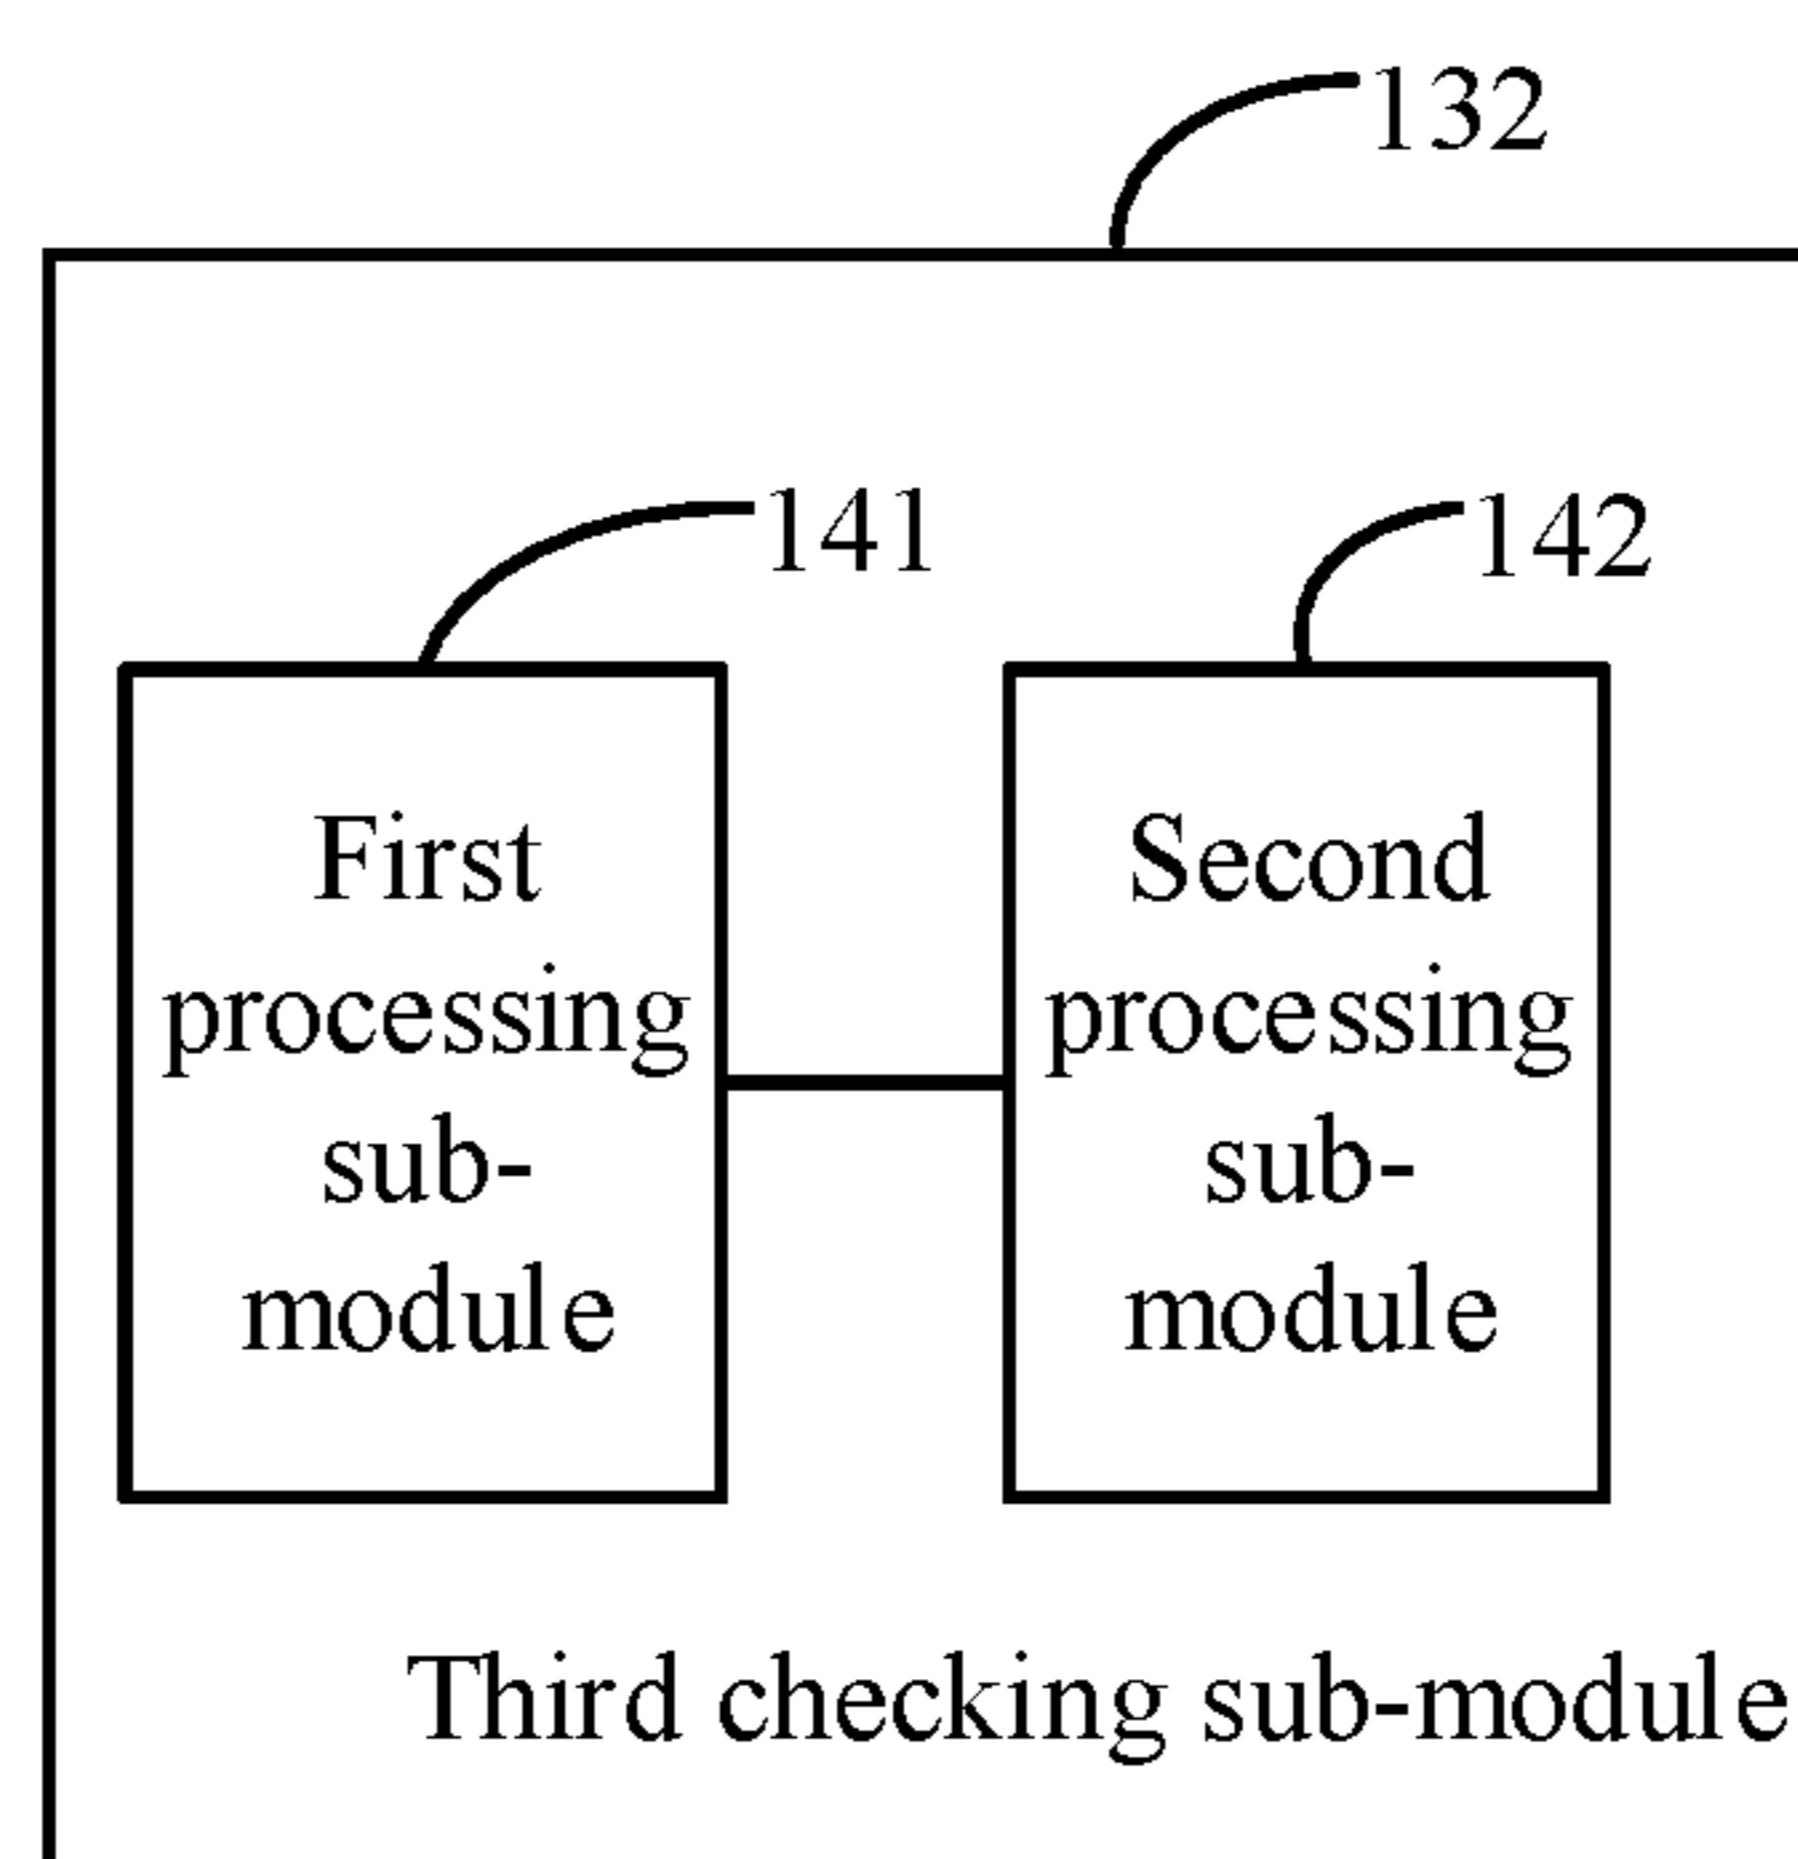 132
141
142
First
processing
sub-
module
Second
processing
sub-
module
Third checking sub-module